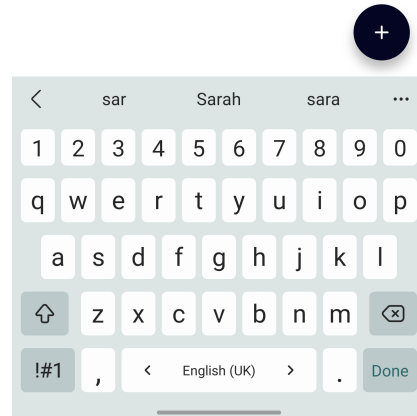 +
sar Sarah sara ...
1 2 3 4 5 6 7 8 9 0
q w e r t y u i o p
a s d f g h j k l
z x c v b n m
!#1 , < English (UK) > . Done